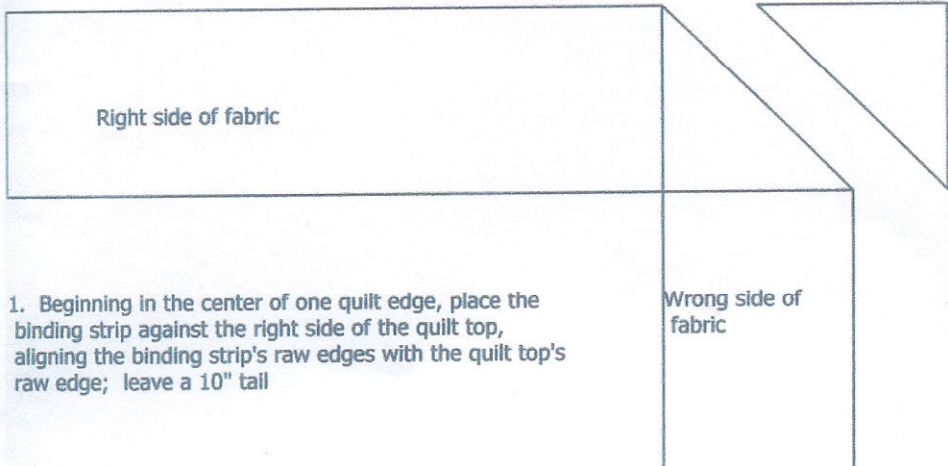 Right side of fabric
1. Beginning in the center of one quilt edge, place the
binding strip against the right side of the quilt top,
aligning the binding strip's raw edges with the quilt top's
raw edge; leave a 10" tail
Wrong side of
fabric